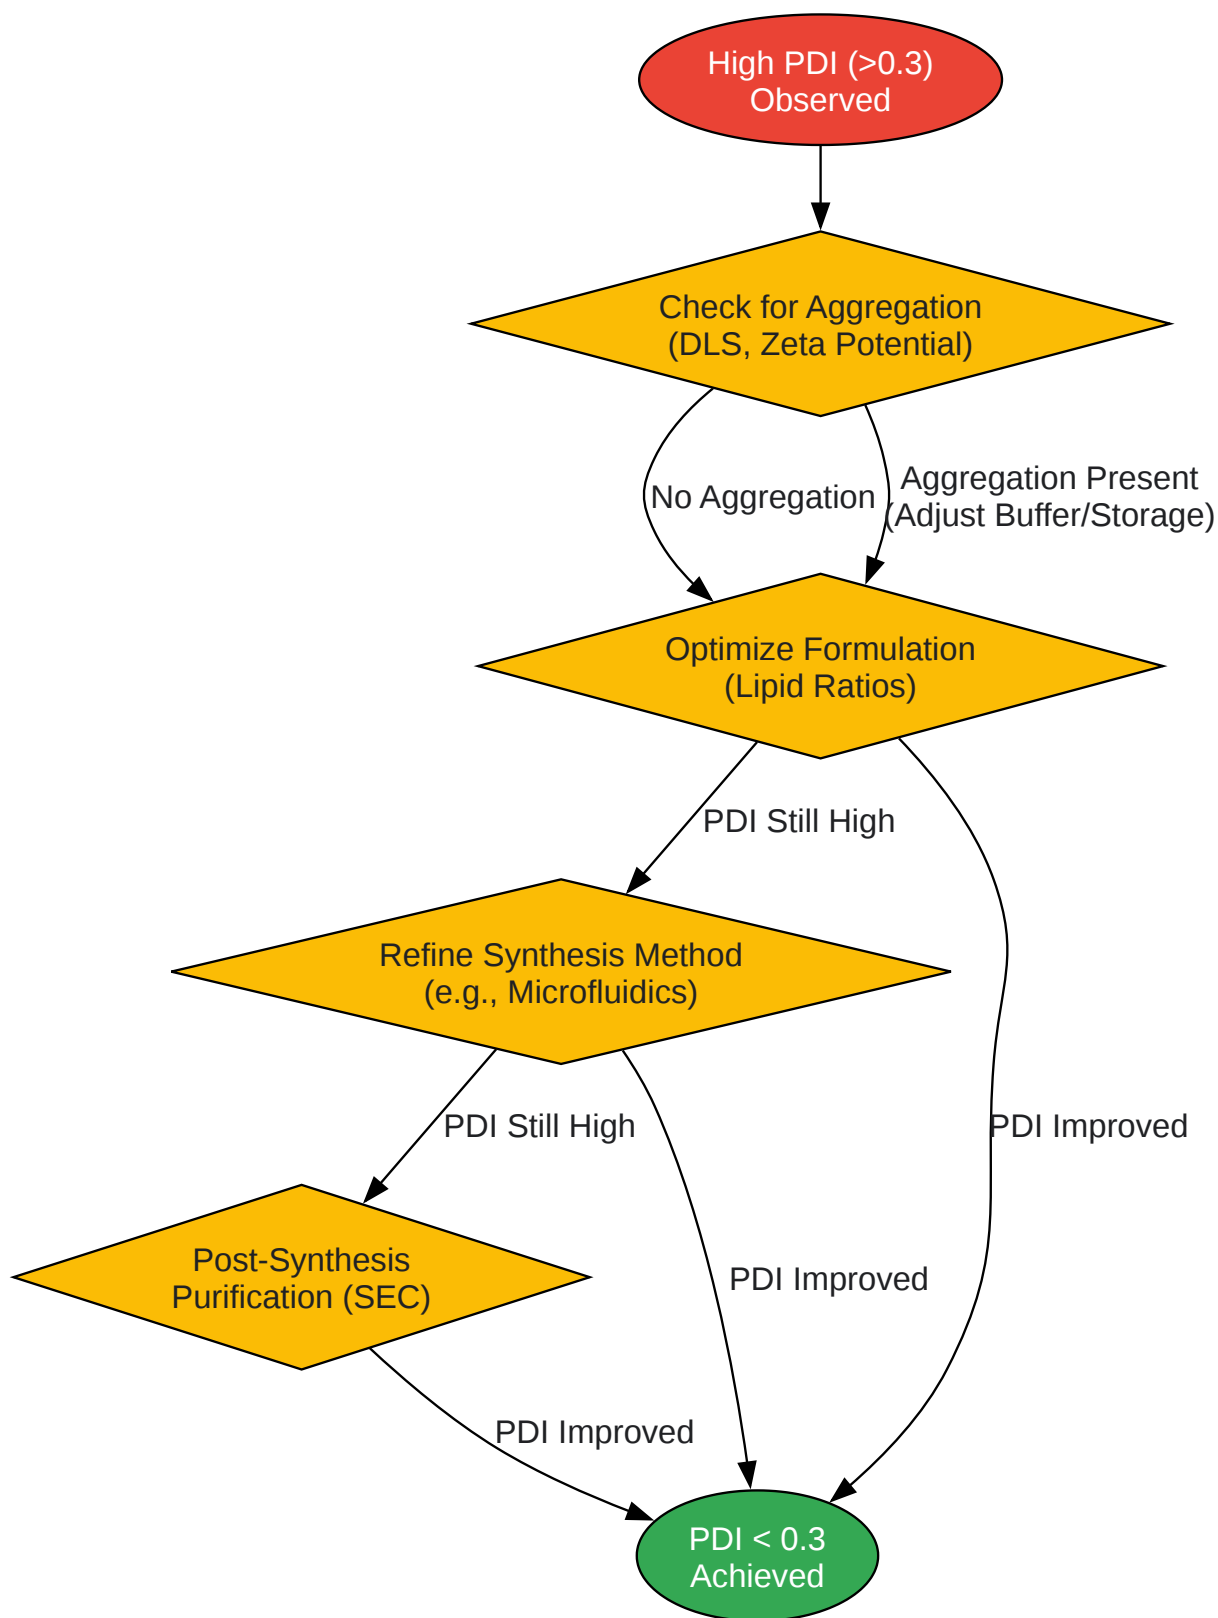 High PDI (>0.3)
Observed
Check for Aggregation
(DLS, Zeta Potential)
No Aggregation
Aggregation Present
(Adjust Buffer/Storage)
Optimize Formulation
(Lipid Ratios)
PDI Still High
Refine Synthesis Method
(e.g., Microfluidics)
PDI Still High
PDI Improved
Post-Synthesis
Purification (SEC)
PDI Improved
PDI Improved
PDI < 0.3
Achieved